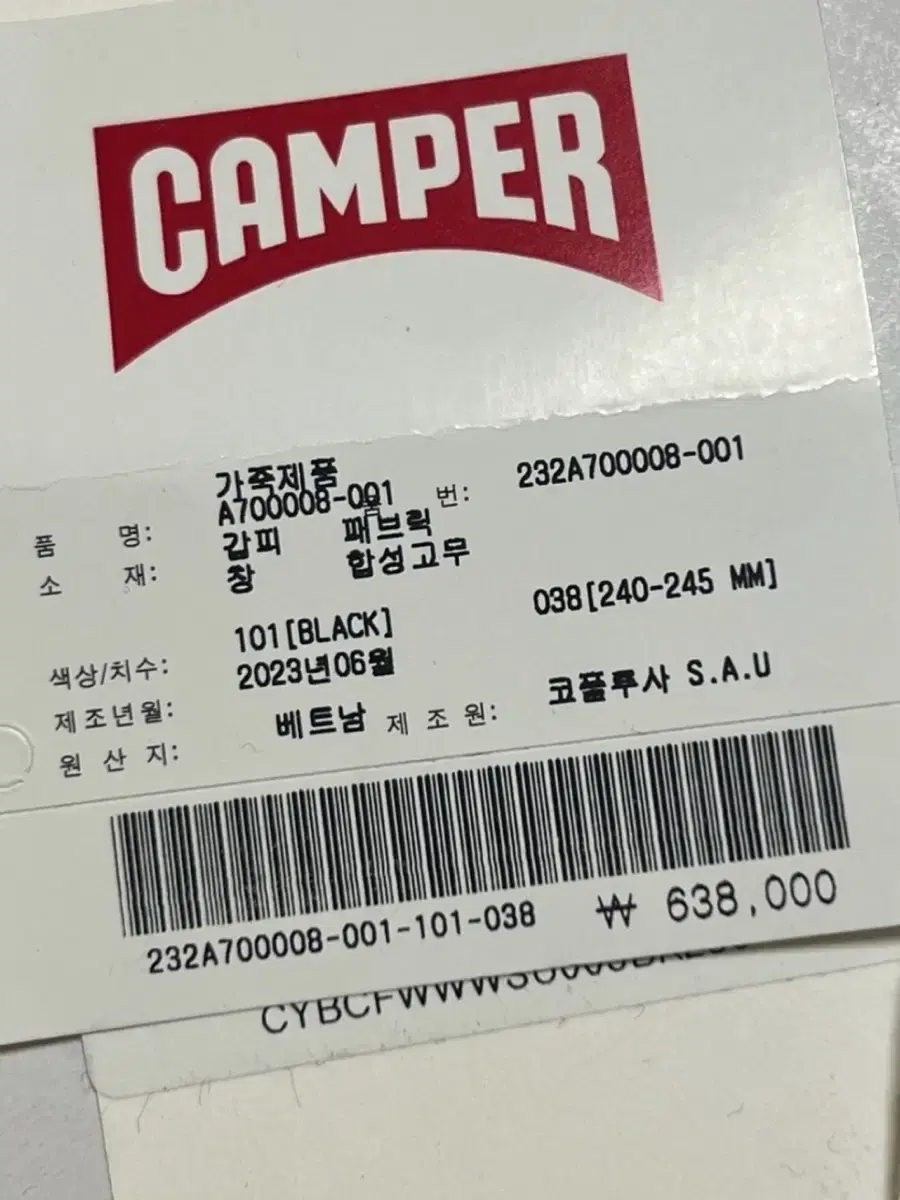 CAMPER
가죽제품
품 명: A700008-001 품 번: 232A700008-001
소 재: 갑피 패브릭
창 합성고무
색상/치수: 101[BLACK] 038[240-245 MM]
제조년월: 2023년06월
원 산 지: 베트남 제 조 원: 코플루사 S.A.U
232A700008-001-101-038 ₩ 638,000